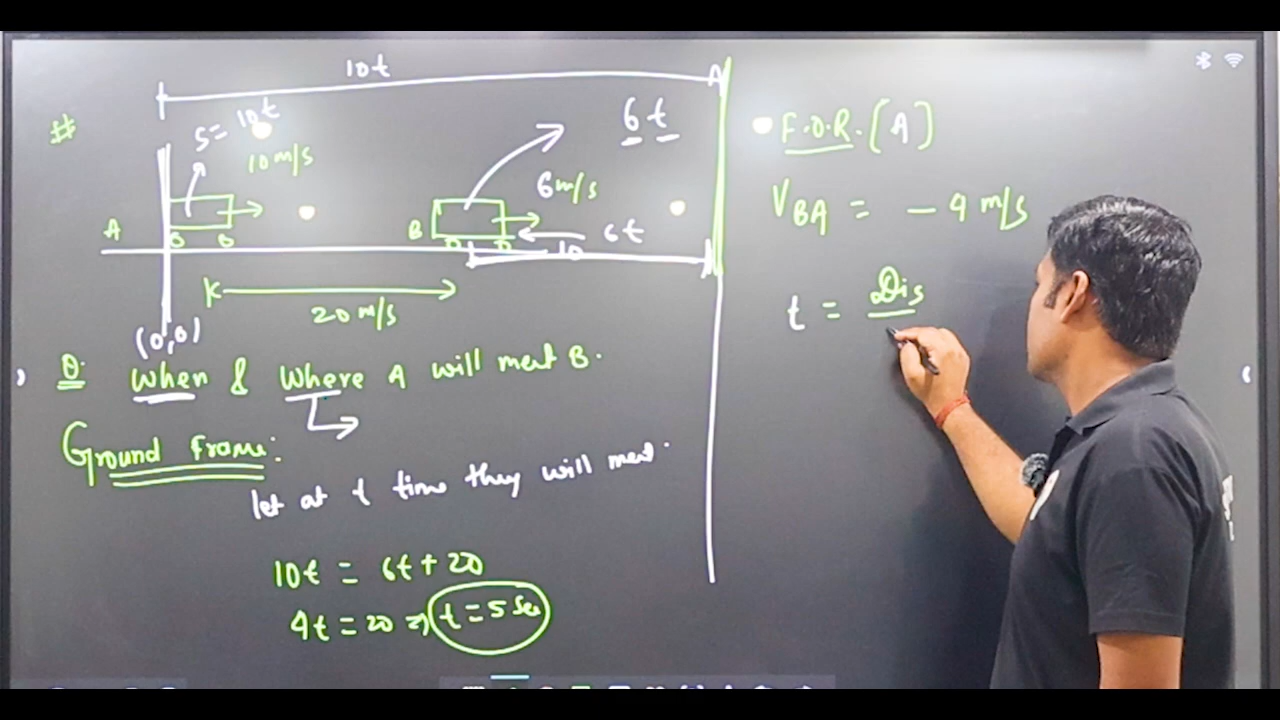 10t
#
S = 10t
10 m/s
6 t
6 m/s
A
B
6t
10
20 m/s
(0,0)
Q. When & Where A will meet B.
Ground Frame:
let at t time they will meet.
10t = 6t + 20
4t = 20 ⇒ t = 5 Sec
F.O.R. [A]
V_BA = - 4 m/s
t = Dis